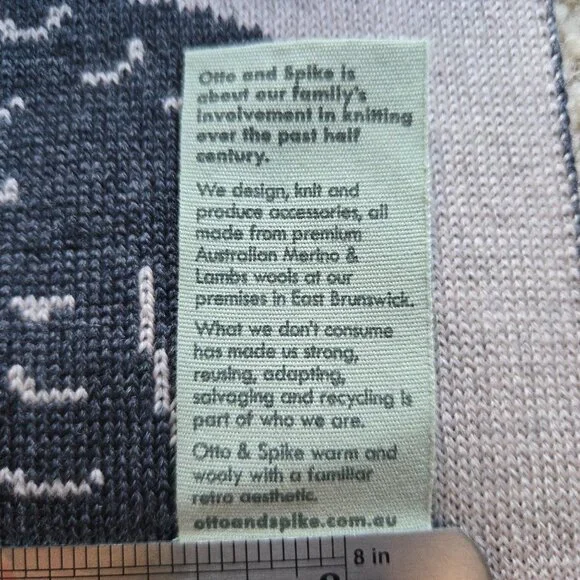 Otto and Spike is
about our family's
involvement in knitting
over the past half
century.
We design, knit and
produce accessories, all
made from premium
Australian Merino &
Lambs wools at our
premises in East Brunswick.
What we don't consume
has made us strong,
reusing, adapting,
salvaging and recycling is
part of who we are.
Otto & Spike warm and
wooly with a familiar
retro aesthetic.
ottoandspike.com.au
8 in